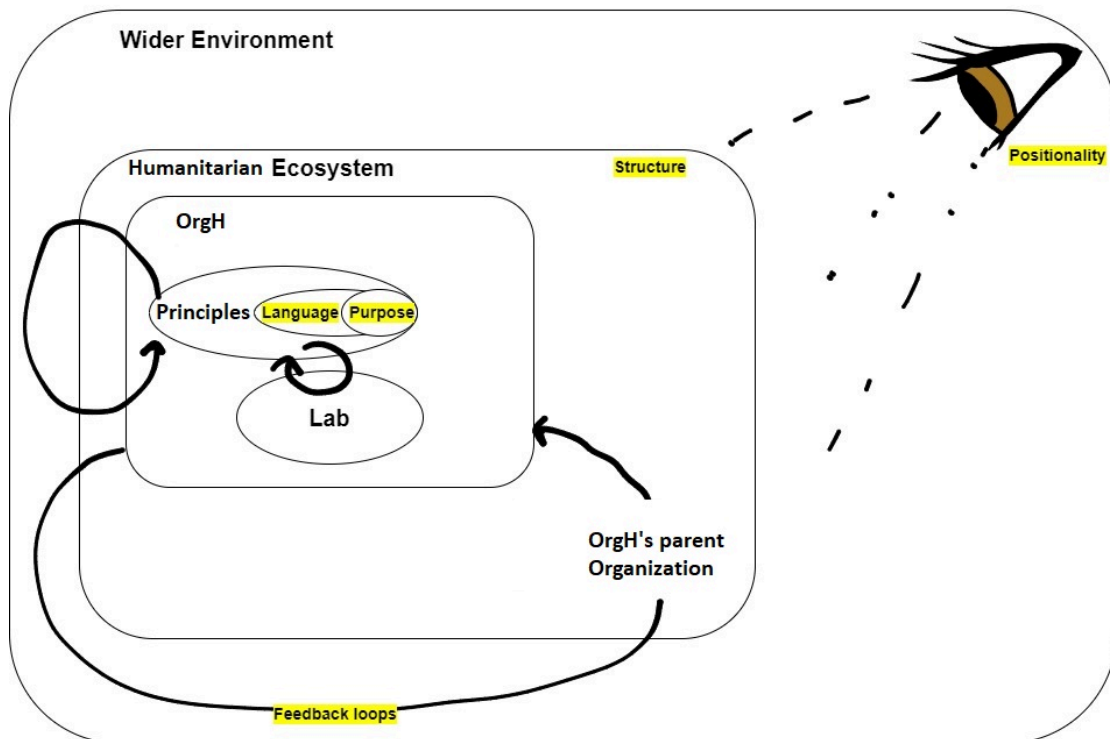 Wider Environment
Positionality
Humanitarian Ecosystem
Structure
OrgH
Principles Language Purpose
Lab
OrgH's parent
Organization
Feedback loops